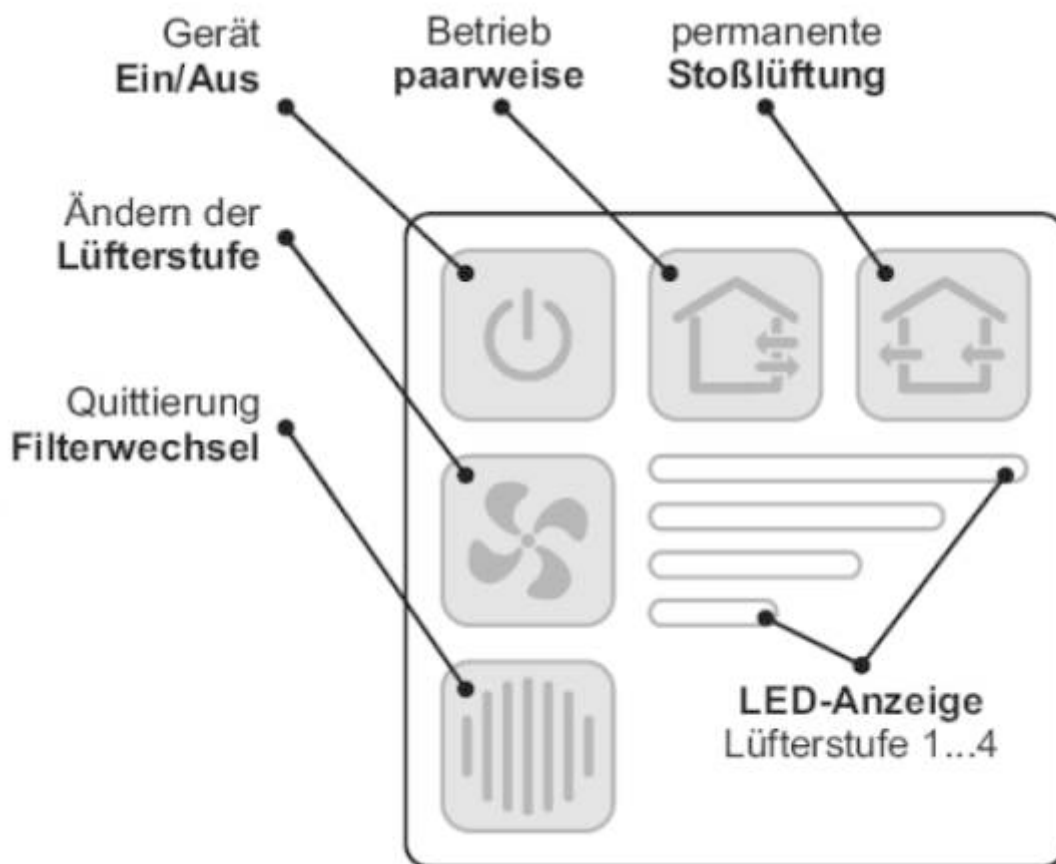 Gerät
Ein/Aus
Betrieb
paarweise
permanente
Stoßlüftung
Ändern der
Lüfterstufe
Quittierung
Filterwechsel
LED-Anzeige
Lüfterstufe 1...4